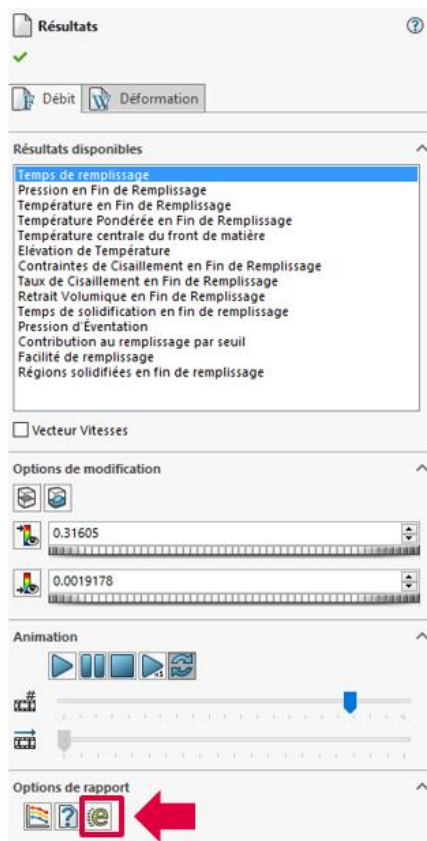 Résultats
Débit
Déformation
Résultats disponibles
Temps de remplissage
Pression en Fin de Remplissage
Température en Fin de Remplissage
Température Pondérée en Fin de Remplissage
Température centrale du front de matière
Elévation de Température
Contraintes de Cisaillement en Fin de Remplissage
Taux de Cisaillement en Fin de Remplissage
Retrait Volumique en Fin de Remplissage
Temps de solidification en fin de remplissage
Pression d'Éventation
Contribution au remplissage par seuil
Facilité de remplissage
Régions solidifiées en fin de remplissage
Vecteur Vitesses
Options de modification
0.31605
0.0019178
Animation
Options de rapport